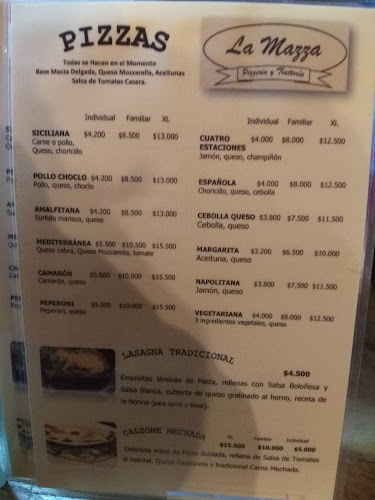 PIZZAS
Todas se Hacen en el Momento
Base Mazza Delgada, Queso Mozzarella, Aceitunas
Salsa de Tomates Casera.
La Mazza
Pizzería y Trattoría
Individual Familiar XL
SICILIANA $4.200 $8.500 $13.000
Carne o pollo,
Queso, choricillo
POLLO CHOCLO $4.200 $8.500 $13.000
Pollo, queso, choclo
AMALFITANA $4.200 $8.500 $13.000
Surtido marisco, queso
MEDITERRÁNEA $5.500 $10,500 $15.500
Queso cabra, Queso Mozzarella, tomate
CAMARÓN $5.000 $10.000 $15.500
Camarón, queso
PEPERONI $5.000 $10.000 $15.500
Peperoni, queso
Individual Familiar XL
CUATRO $4.000 $8.000 $12.500
ESTACIONES
Jamón, queso, champiñón
ESPAÑOLA $4.000 $8.000 $12.500
Choricillo, queso, cebolla
CEBOLLA QUESO $3.800 $7.500 $11.500
Cebolla, queso
MARGARITA $3.200 $6.500 $10.000
Aceituna, queso
NAPOLITANA $3.800 $7.500 $11.500
Jamón, queso
VEGETARIANA $4.000 $8.000 $12.500
3 ingredientes vegetales, queso
LASAGNA TRADICIONAL
$4.500
Exquisitas láminas de Pasta, rellenas con Salsa Boloñesa y
Salsa Blanca, cubierta de queso gratinado al horno, receta de
la Nonna (para servir o llevar).
CALZONE MECHADA
XL Familiar Individual
$15.500 $10.000 $5.000
Deliciosa masa de Pizza doblada, rellena de Salsa de Tomates
al natural, Queso mozzarella y tradicional Carne Mechada.